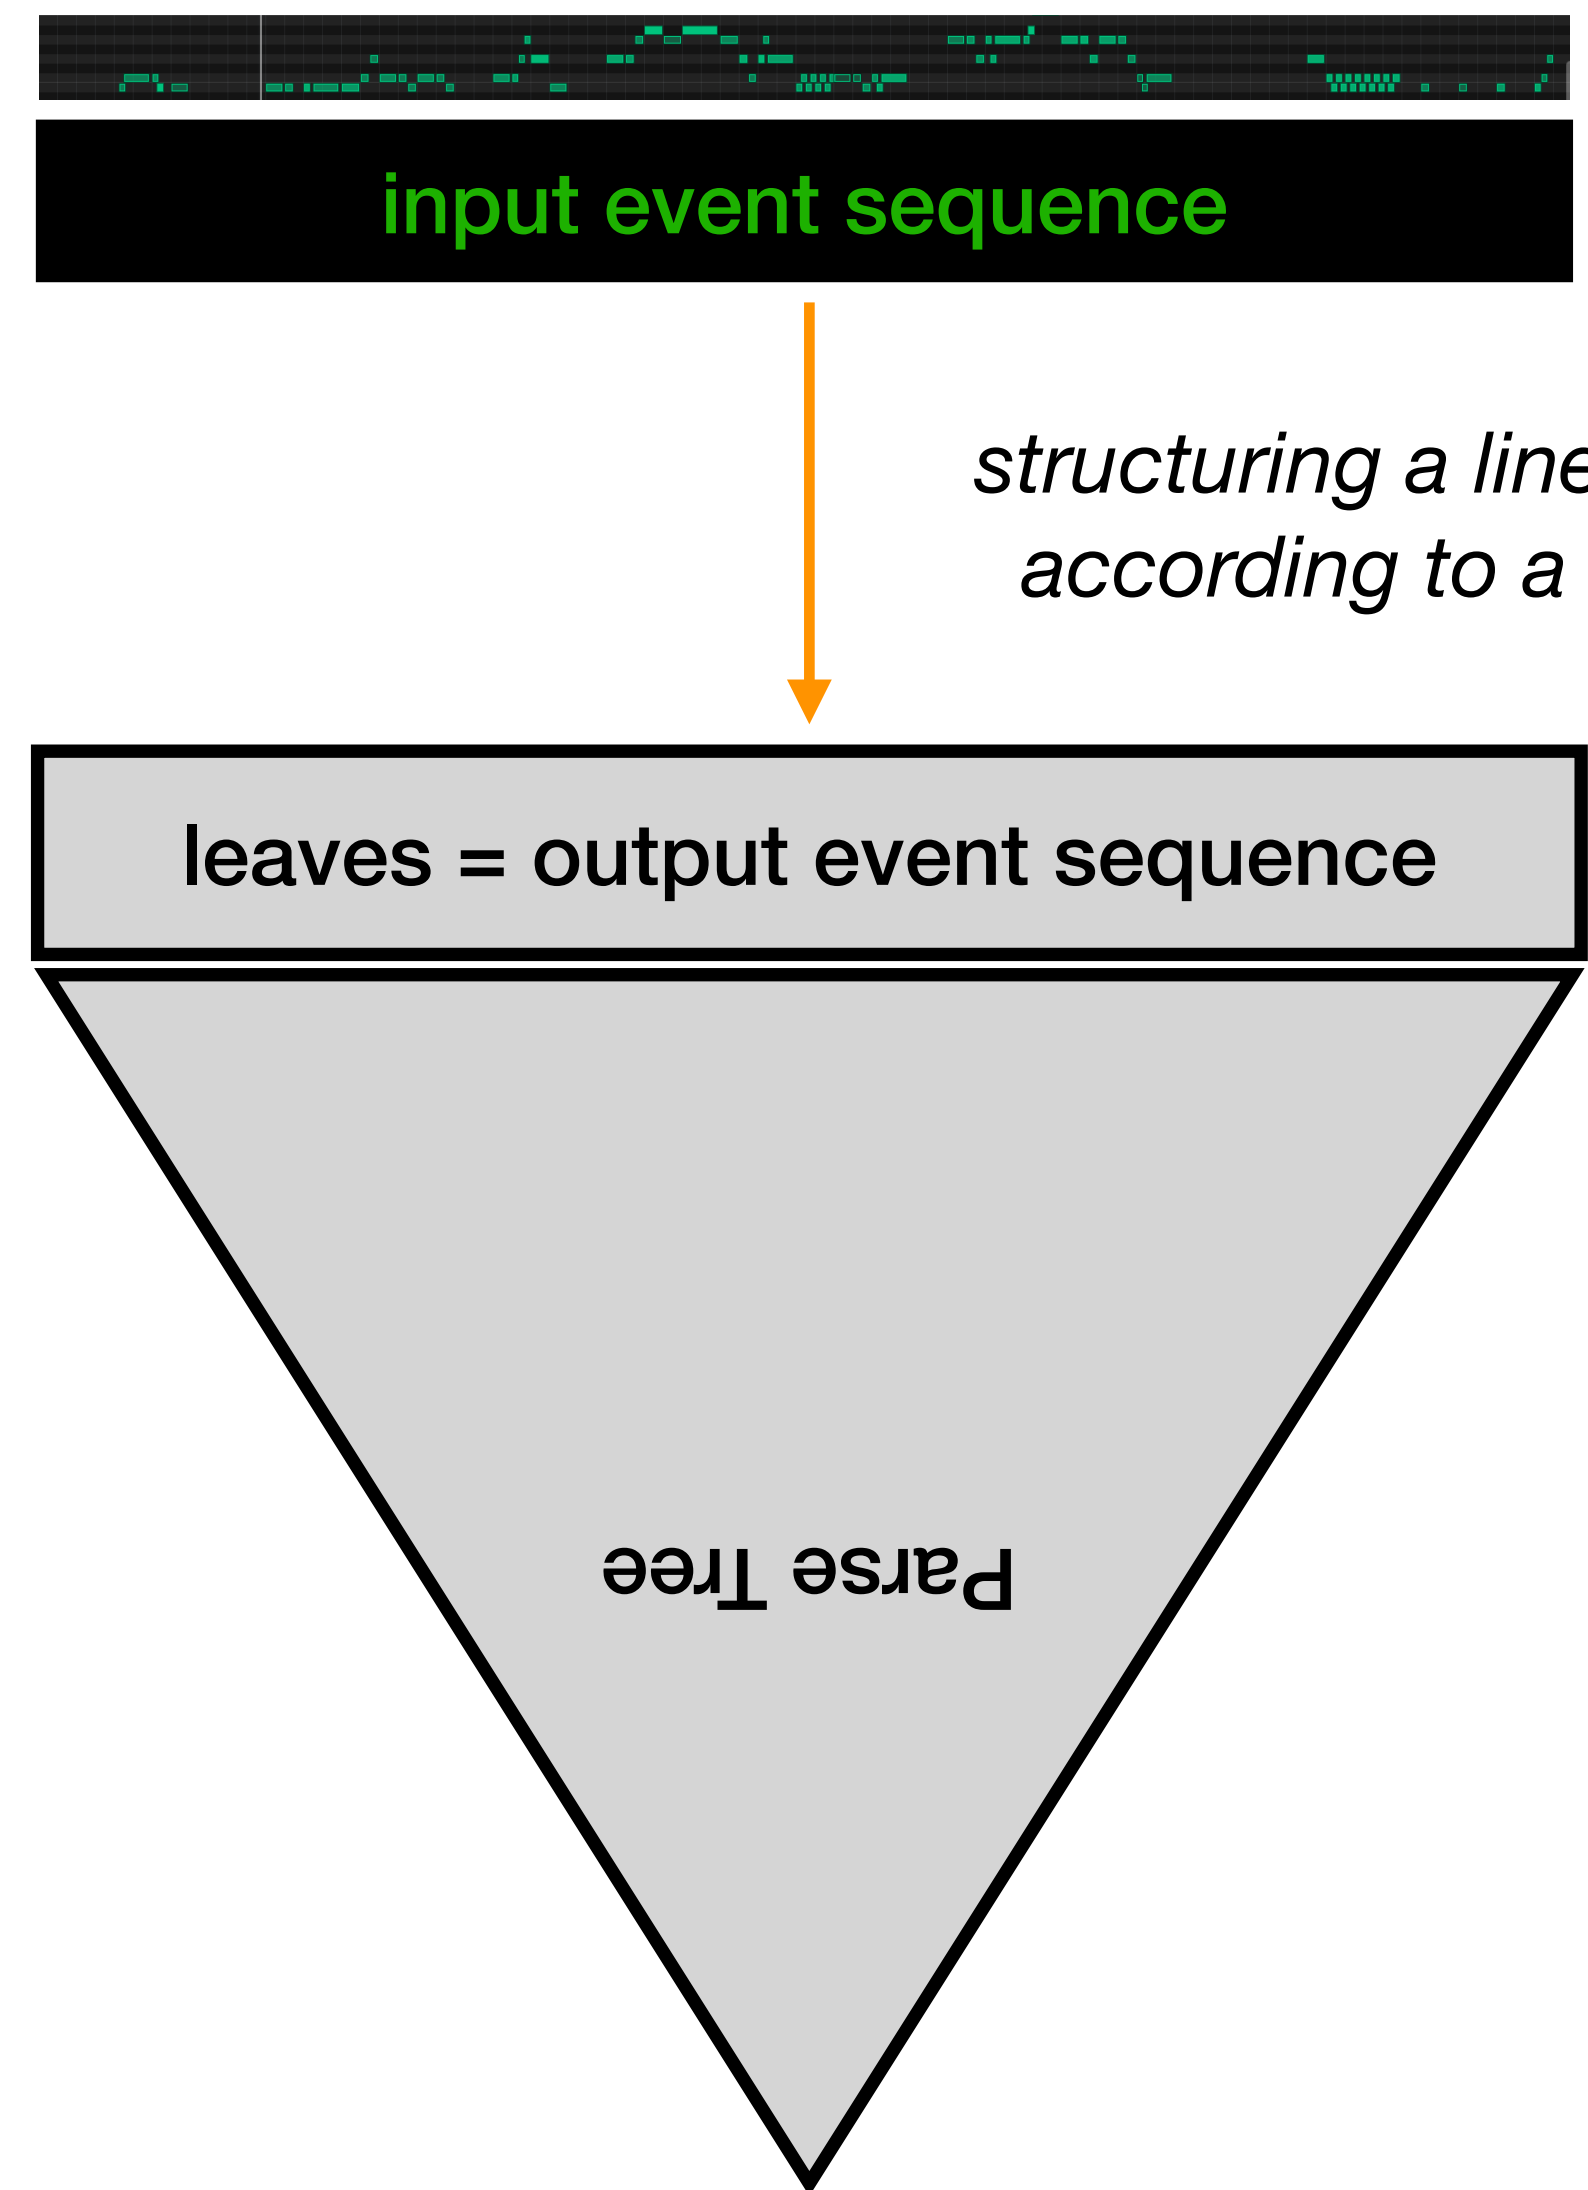 input event sequence
structuring a line
according to a
leaves = output event sequence
Parse Tree